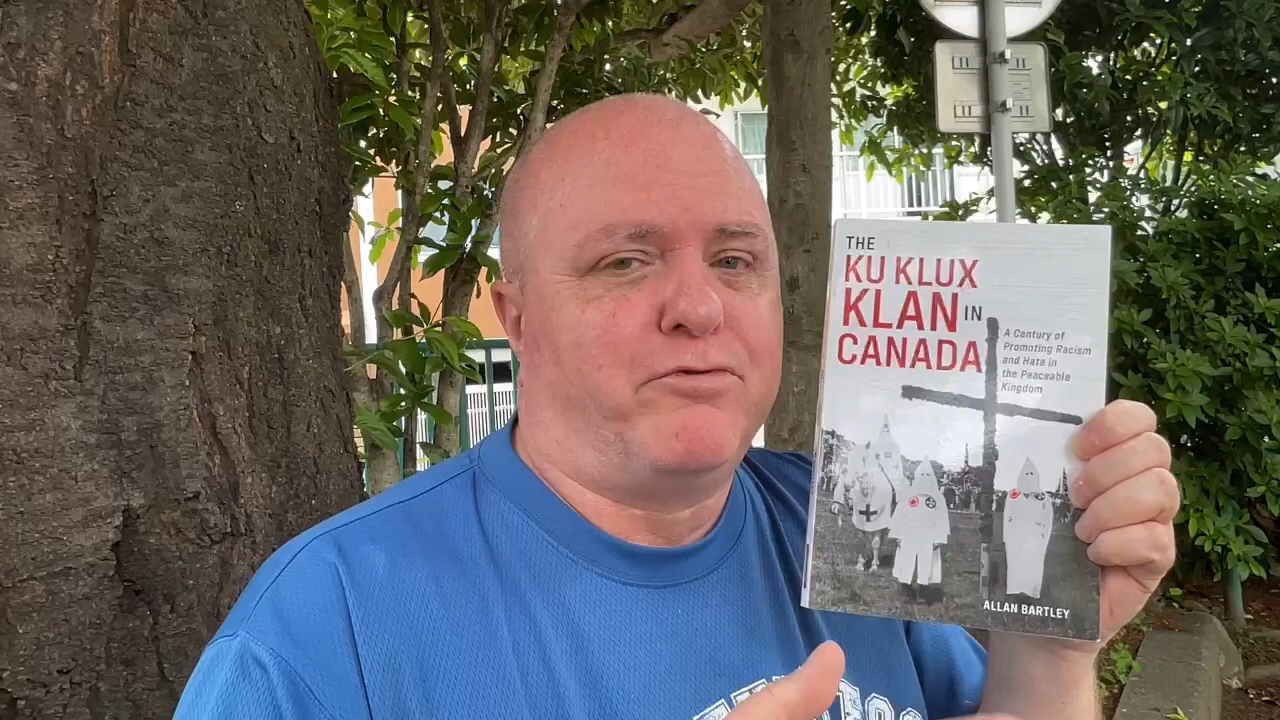 THE
KU KLUX
KLAN IN
CANADA
A Century of
Promoting Racism
and Hate in
the Peaceable
Kingdom
ALLAN BARTLEY